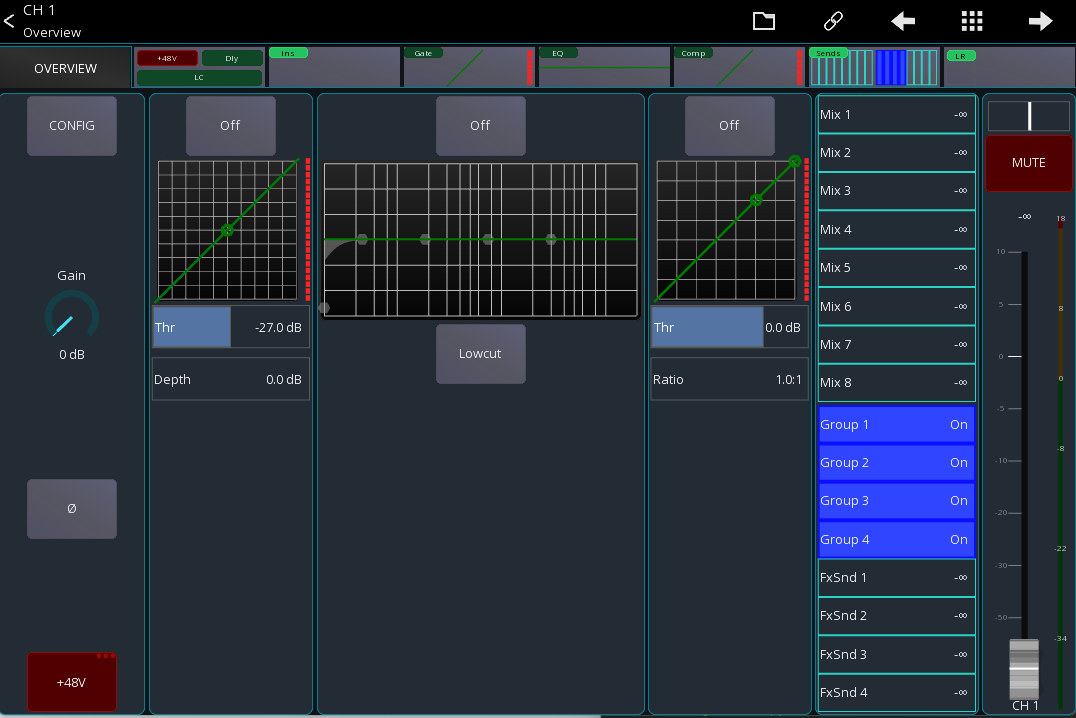 CH 1
Overview
OVERVIEW
+48V
Dly
LC
Ins
Gate
EQ
Comp
Sends
LR
CONFIG
Gain
0 dB
Ø
+48V
Off
Thr -27.0 dB
Depth 0.0 dB
Off
Lowcut
Off
Thr 0.0 dB
Ratio 1.0:1
Mix 1 -∞
Mix 2 -∞
Mix 3 -∞
Mix 4 -∞
Mix 5 -∞
Mix 6 -∞
Mix 7 -∞
Mix 8 -∞
Group 1 On
Group 2 On
Group 3 On
Group 4 On
FxSnd 1 -∞
FxSnd 2 -∞
FxSnd 3 -∞
FxSnd 4 -∞
MUTE
-∞
10
5
0
-5
-10
-20
-30
-50
18
8
0
-8
-22
-34
CH 1